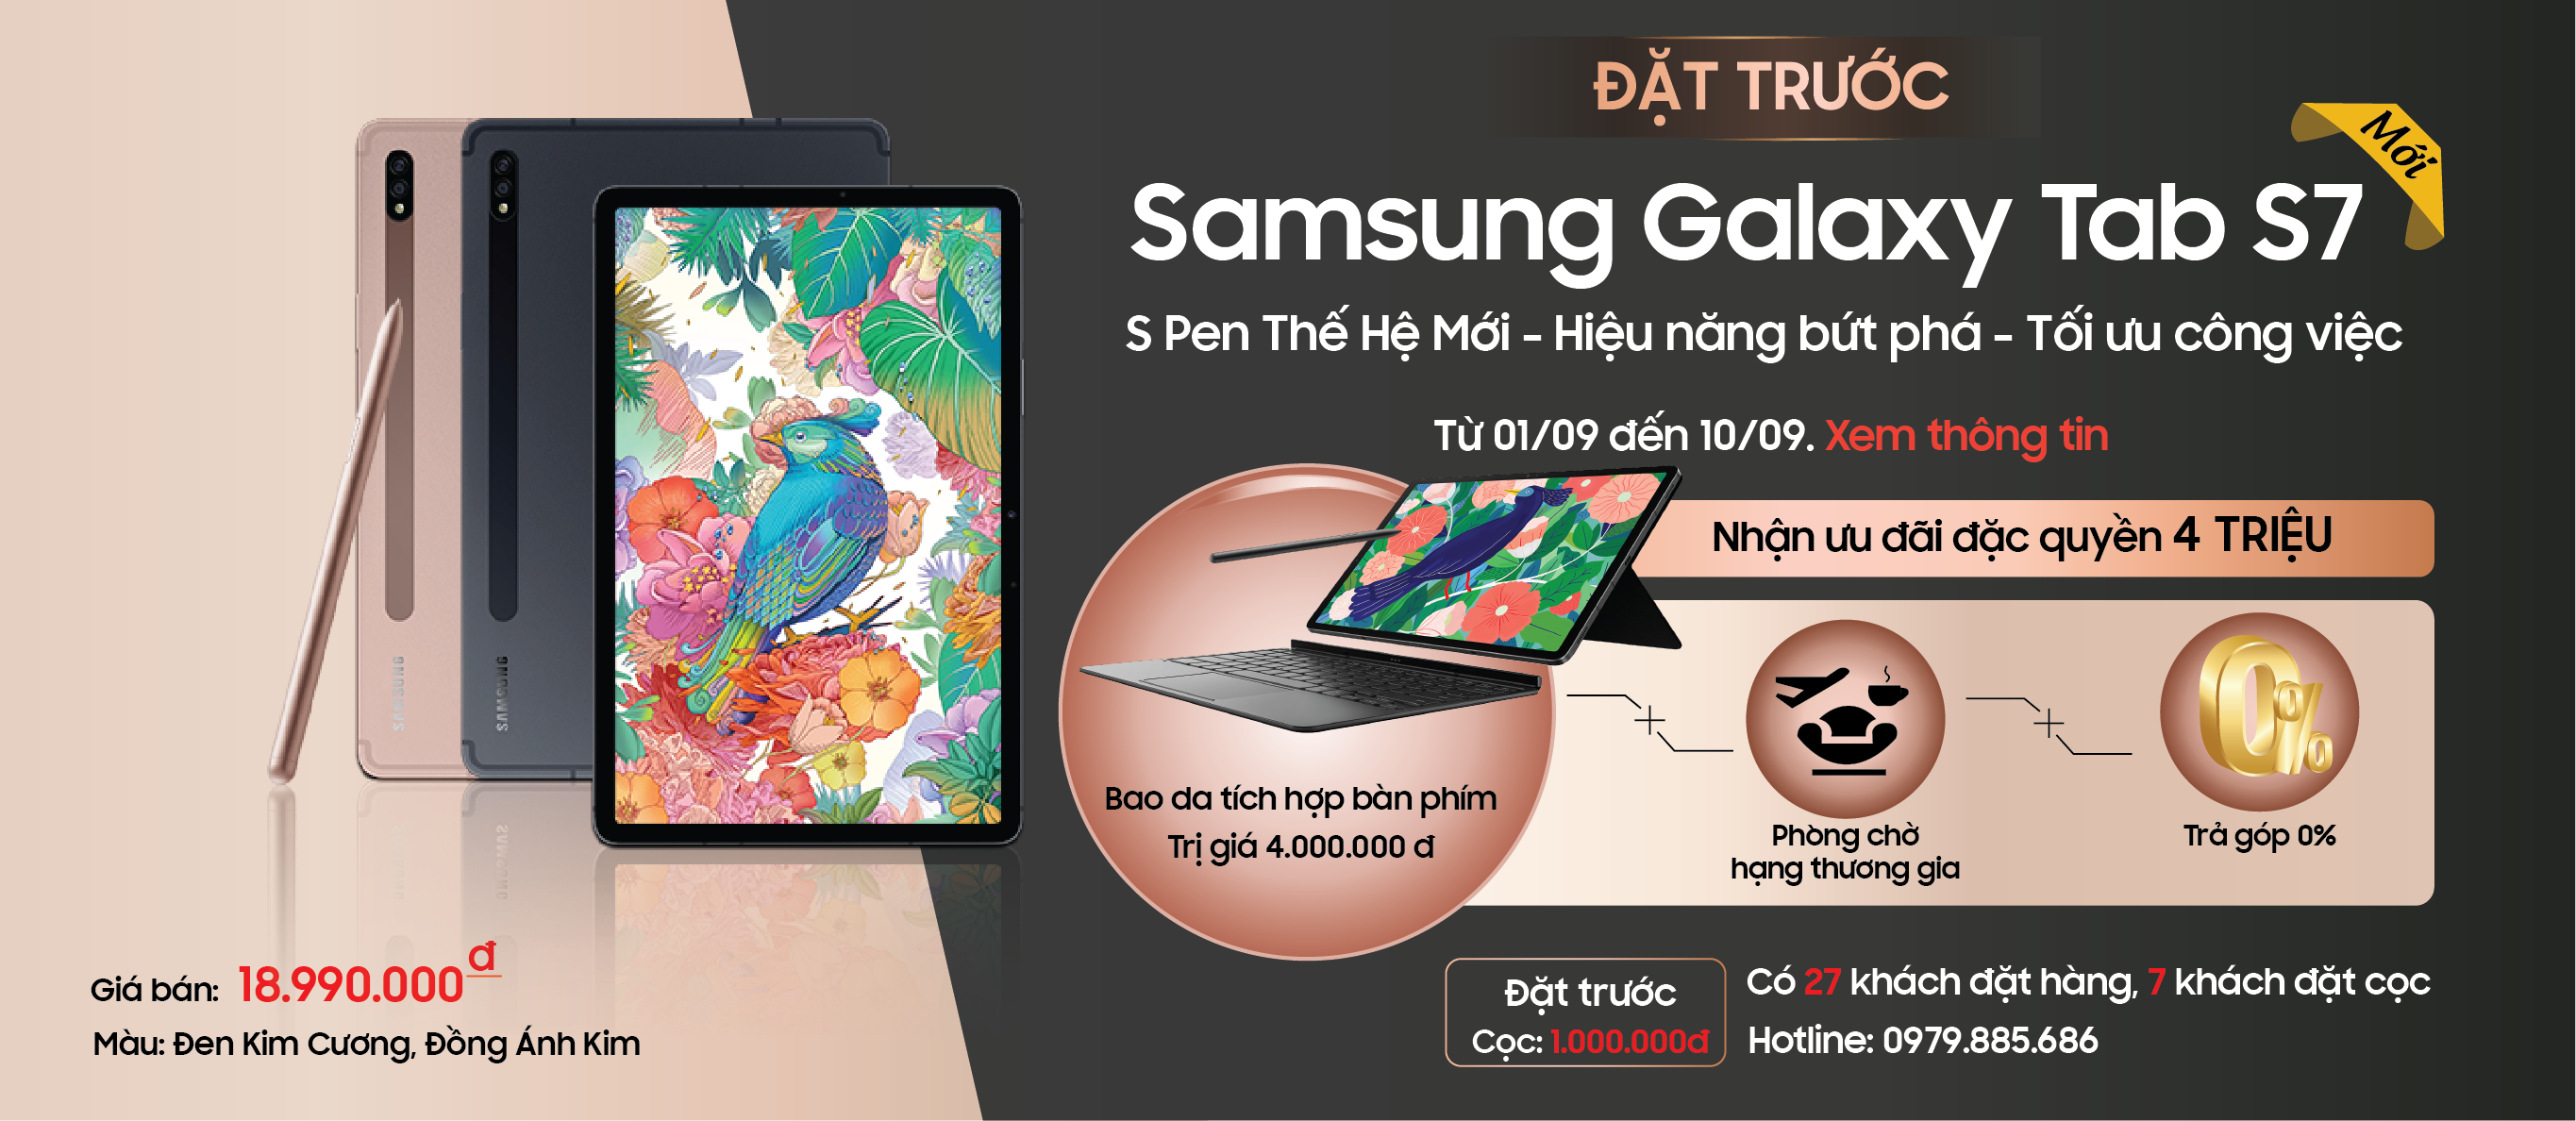 ĐẶT TRƯỚC
Mới
Samsung Galaxy Tab S7
S Pen Thế Hệ Mới - Hiệu năng bứt phá - Tối ưu công việc
Từ 01/09 đến 10/09. Xem thông tin
Nhận ưu đãi đặc quyền 4 TRIỆU
SAMSUNG
SAMSUNG
0%
Bao da tích hợp bàn phím
Trị giá 4.000.000 đ
Phòng chờ
hạng thương gia
Trả góp 0%
Giá bán: 18.990.000đ
Màu: Đen Kim Cương, Đồng Ánh Kim
Đặt trước
Cọc: 1.000.000đ
Có 27 khách đặt hàng, 7 khách đặt cọc
Hotline: 0979.885.686